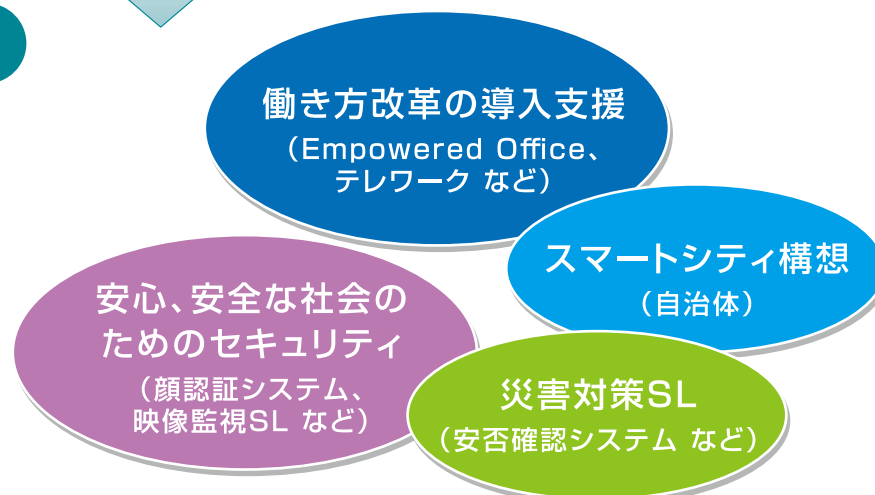 働き方改革の導入支援
（Empowered Office、
テレワーク など）
スマートシティ構想
（自治体）
安心、安全な社会の
ためのセキュリティ
（顔認証システム、
映像監視SL など）
災害対策SL
（安否確認システム など）